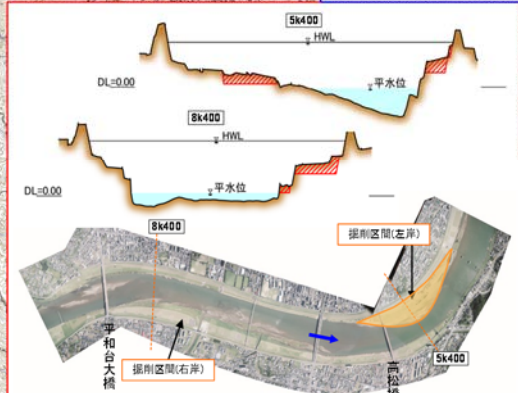 5k400
HWL
DL=0.00
平水位
8k400
HWL
DL=0.00
平水位
掘削区間(左岸)
8k400
平和台大橋
掘削区間(右岸)
高松橋
5k400